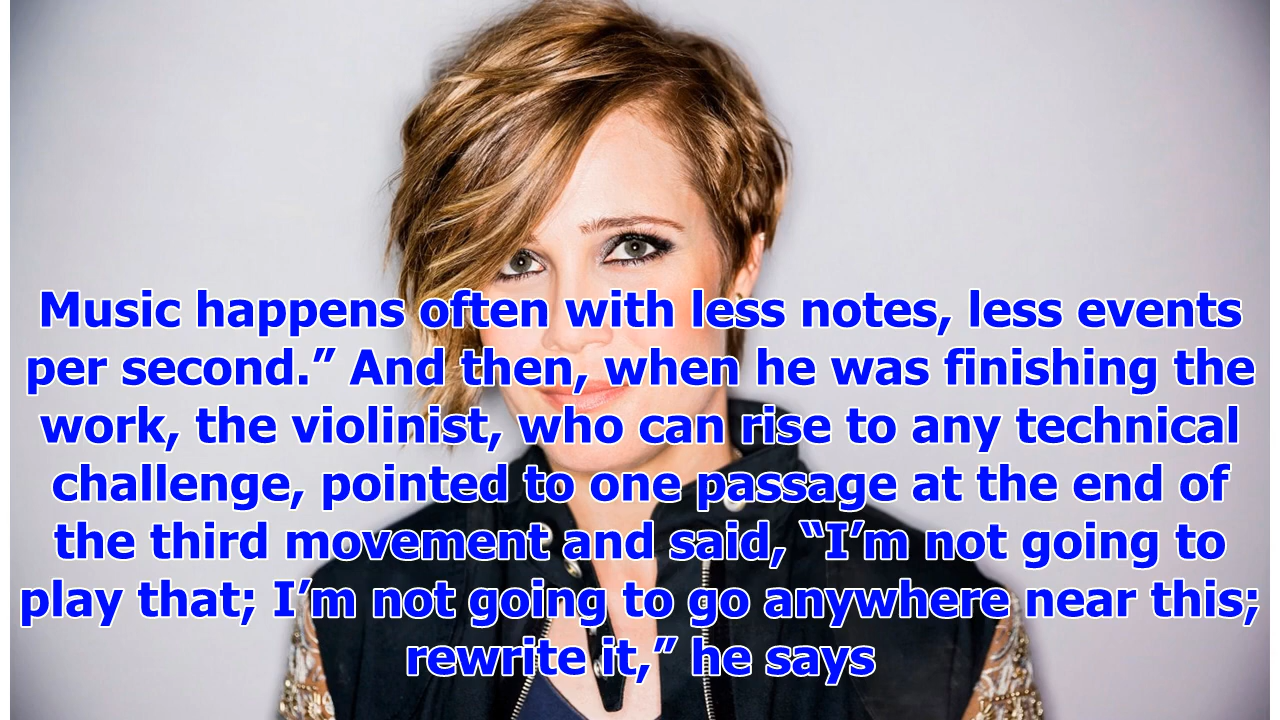 Music happens often with less notes, less events
per second.” And then, when he was finishing the
work, the violinist, who can rise to any technical
challenge, pointed to one passage at the end of
the third movement and said, “I’m not going to
play that; I’m not going to go anywhere near this;
rewrite it,” he says